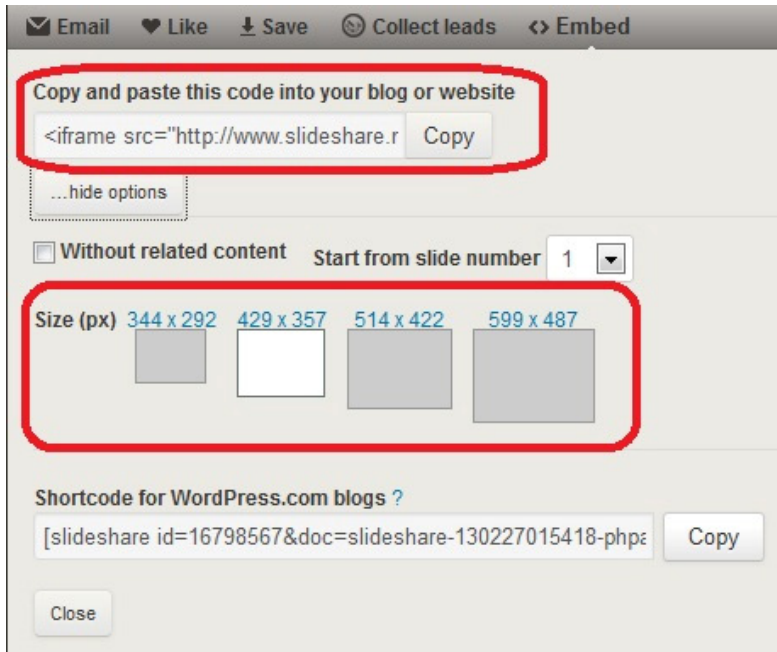 Email Like Save Collect leads Embed
Copy and paste this code into your blog or website
<iframe src="http://www.slideshare.r Copy
...hide options
Without related content Start from slide number 1
Size (px) 344 x 292 429 x 357 514 x 422 599 x 487
Shortcode for WordPress.com blogs ?
[slideshare id=16798567&doc=slideshare-130227015418-phpa Copy
Close